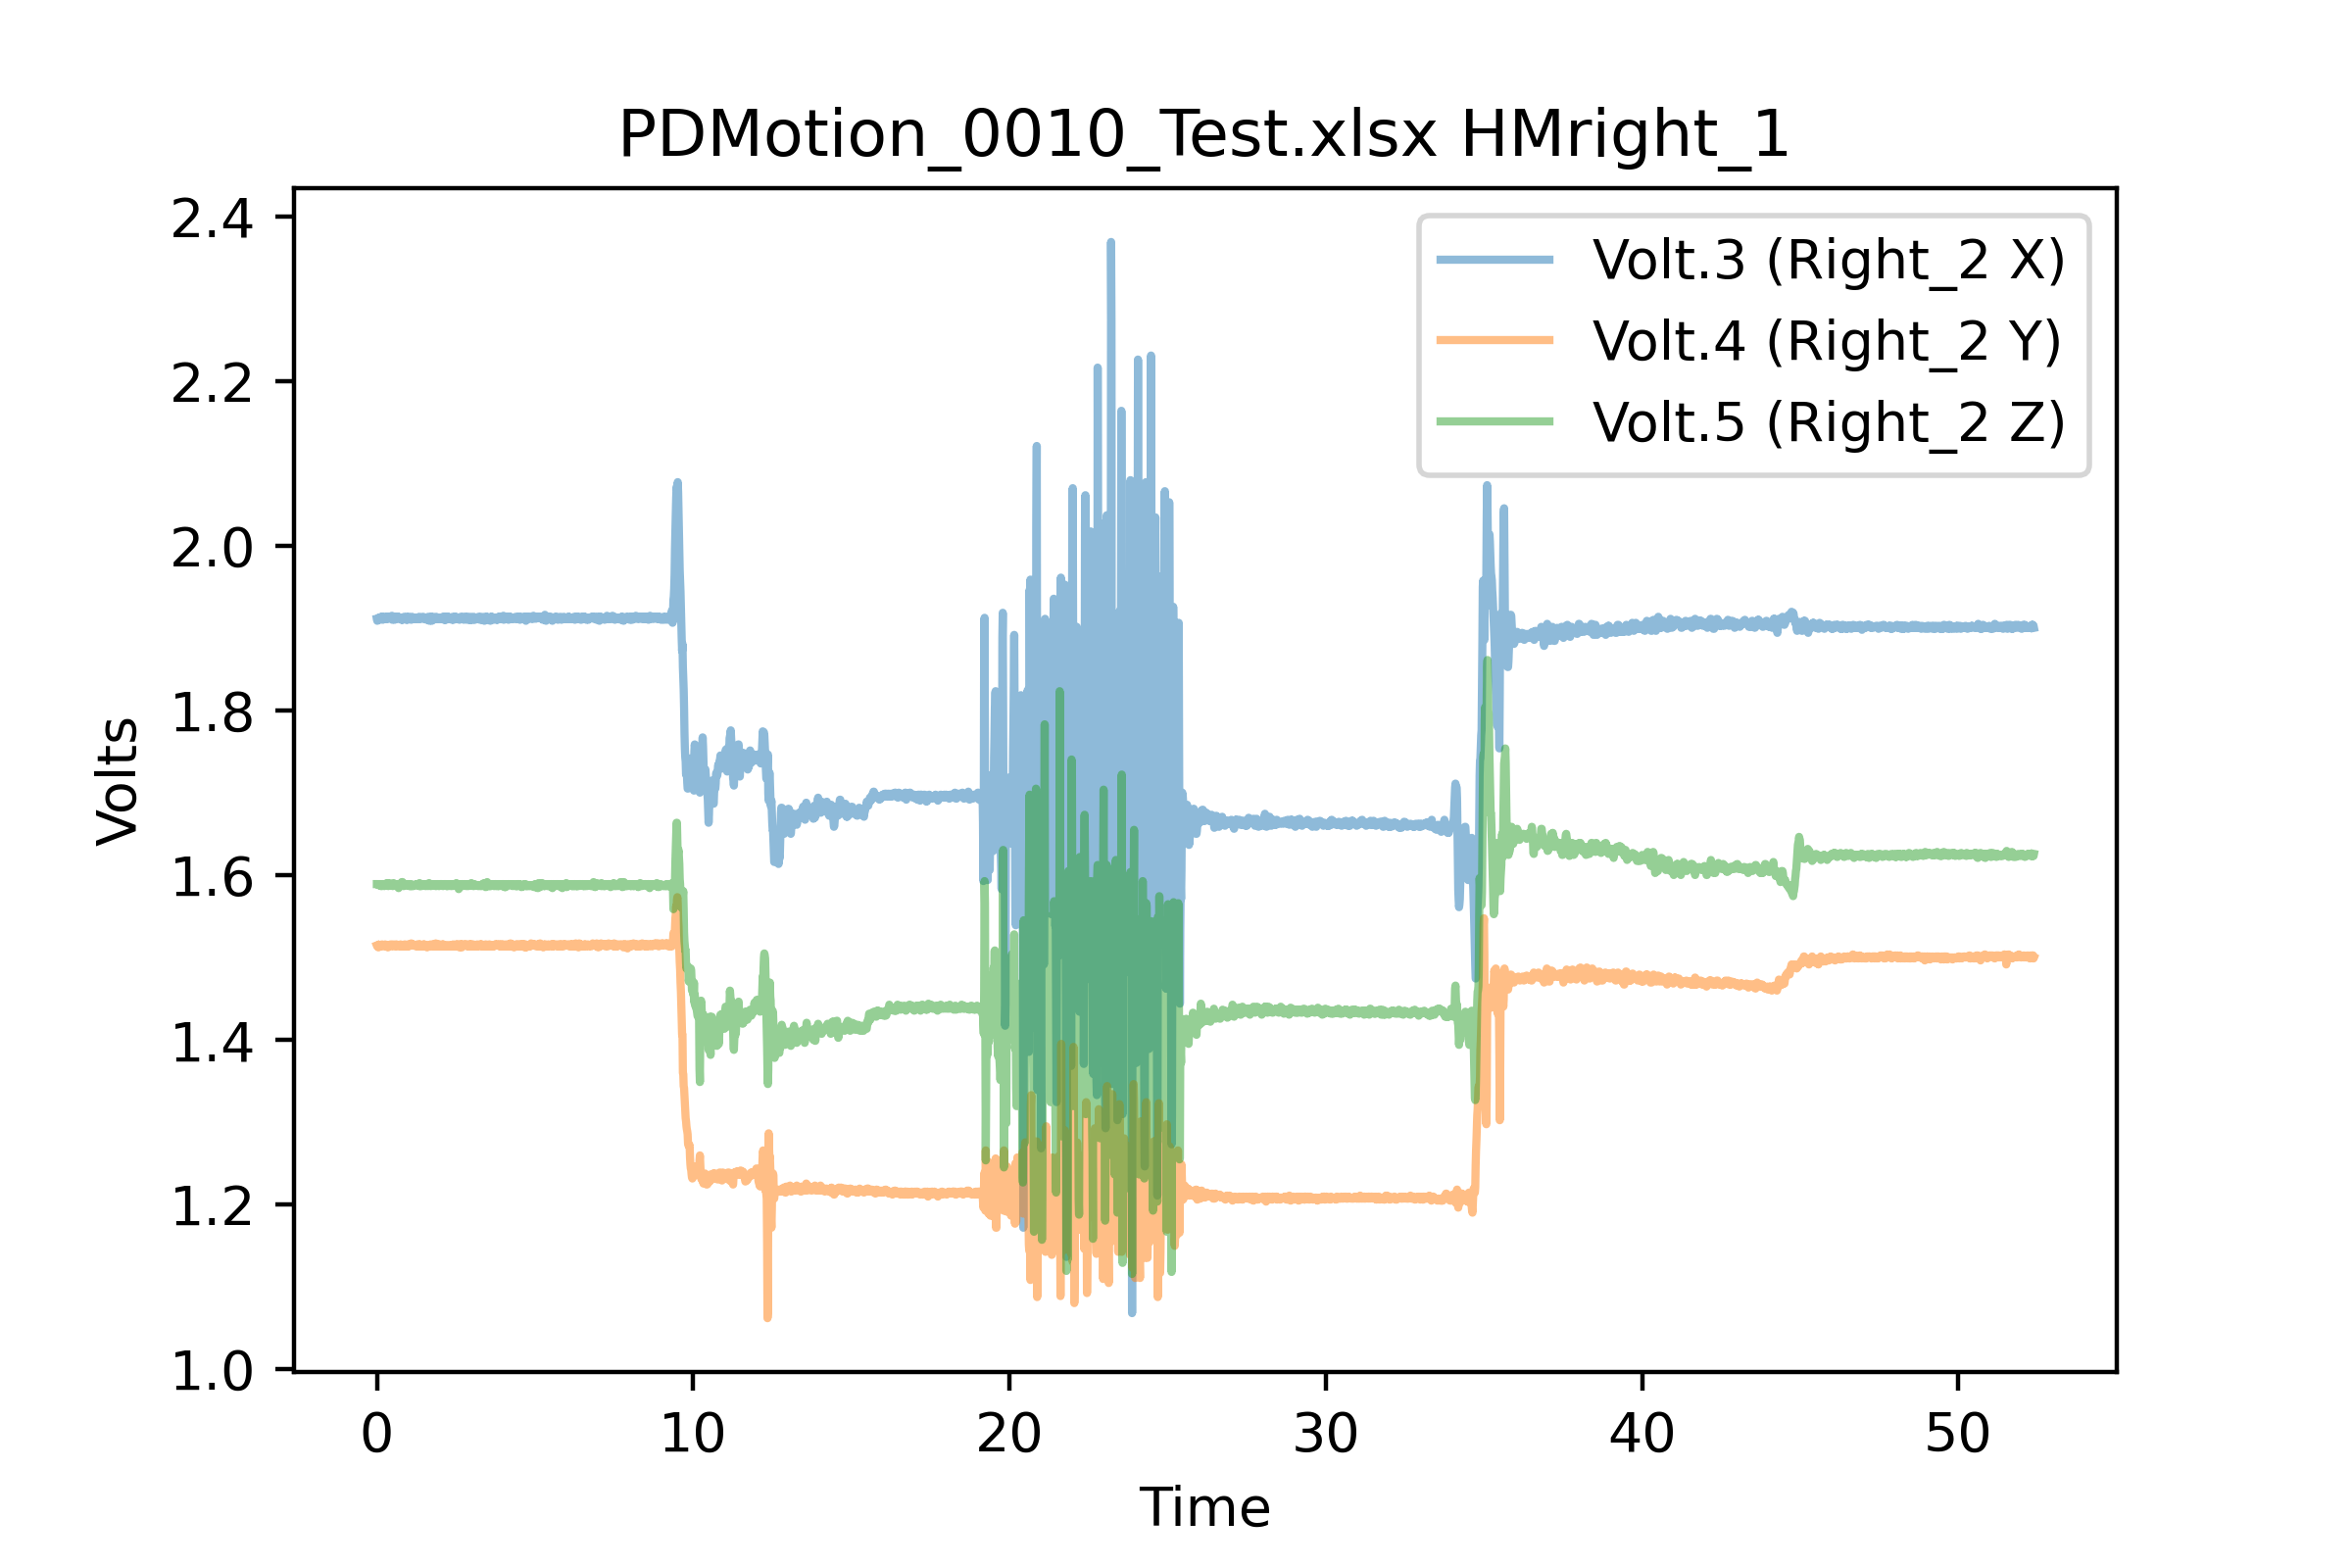 PDMotion_0010_Test.xlsx HMright_1
2.4
2.2
2.0
1.8
1.6
1.4
1.2
1.0
Volts
Volt.3 (Right_2 X)
Volt.4 (Right_2 Y)
Volt.5 (Right_2 Z)
0 10 20 30 40 50
Time